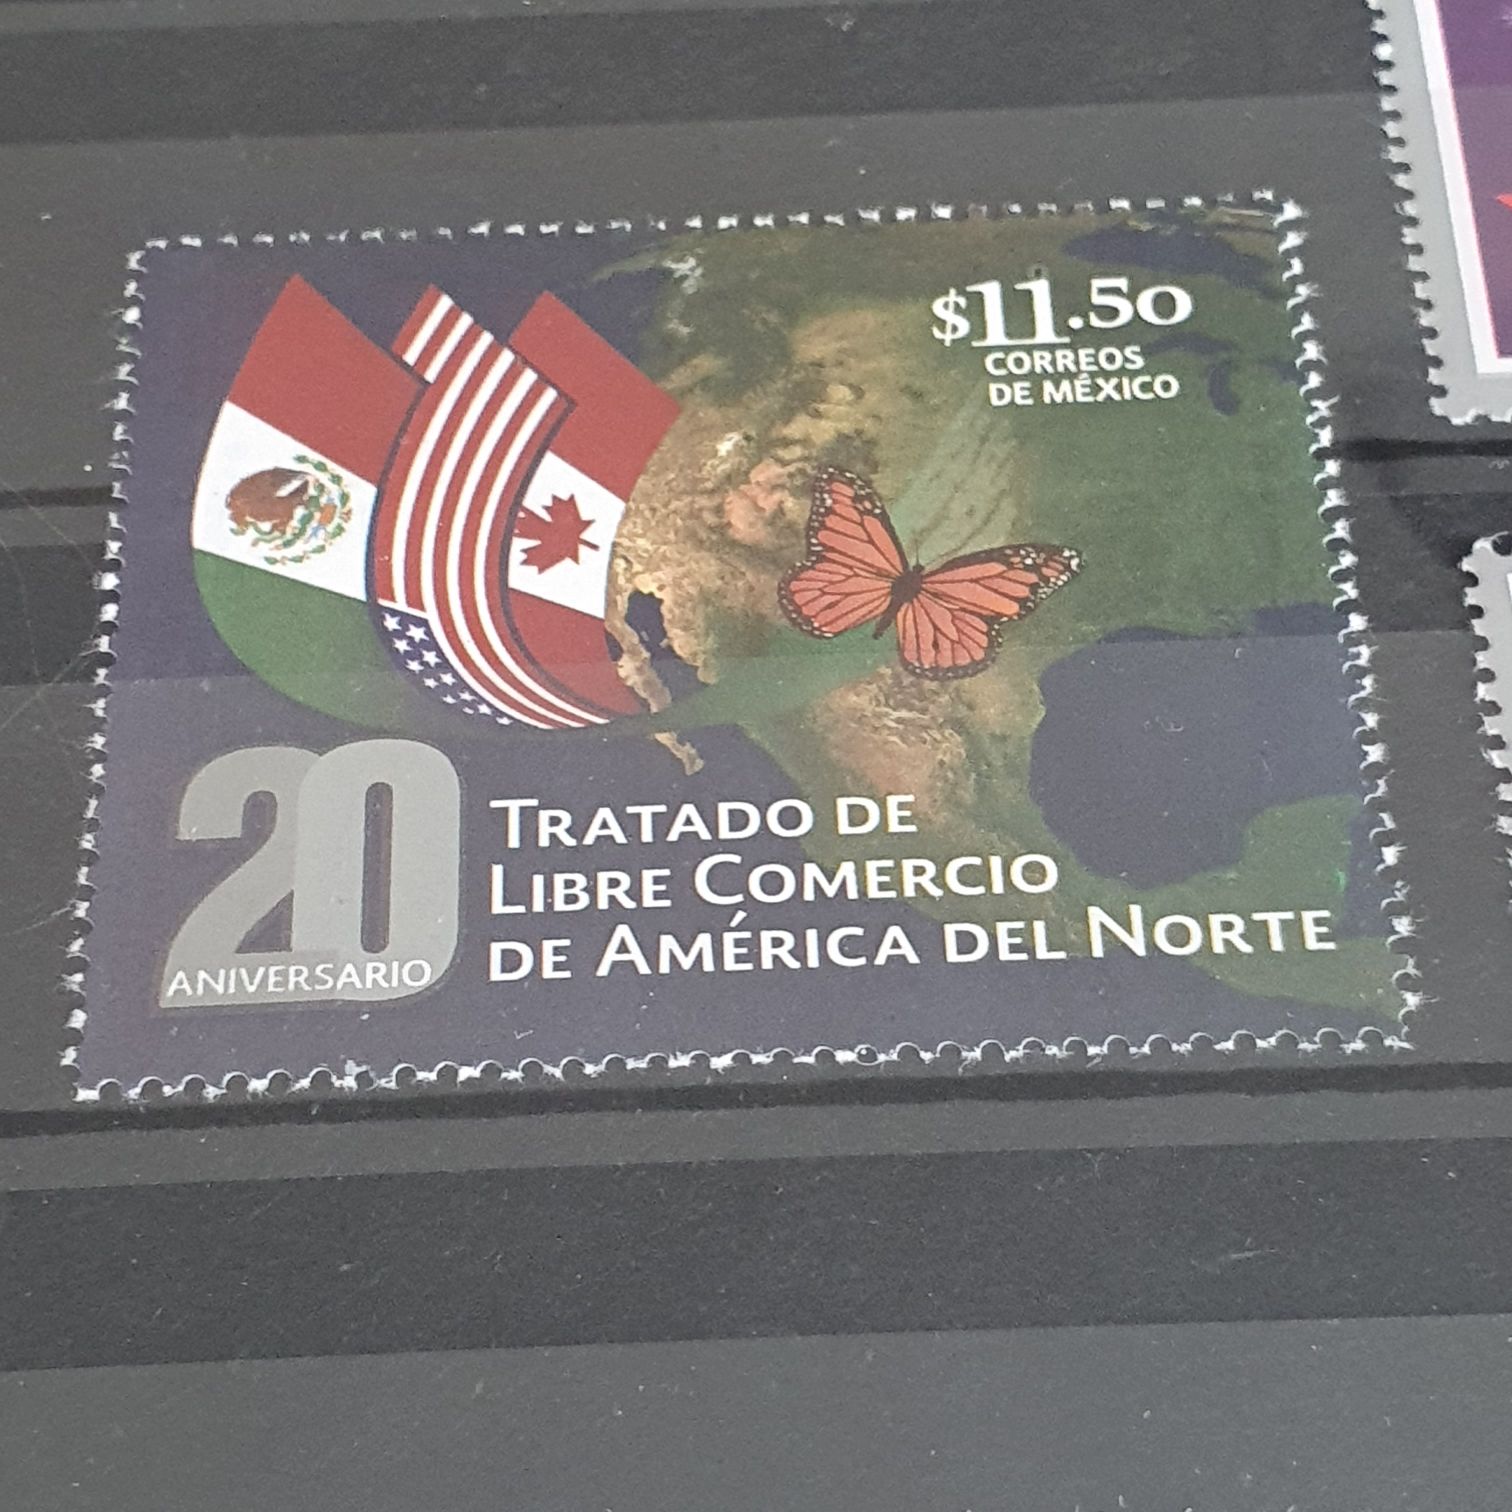 $11.50
CORREOS
DE MÉXICO
20
ANIVERSARIO
TRATADO DE
LIBRE COMERCIO
DE AMÉRICA DEL NORTE